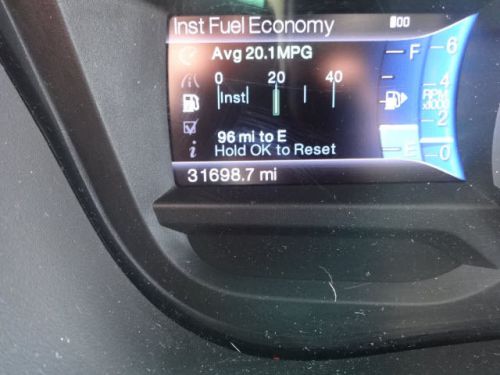 Inst Fuel Economy
Avg 20.1MPG
0 20 40
Inst
96 mi to E
Hold OK to Reset
31698.7 mi
F
E
6
4
RPM
x1000
2
0